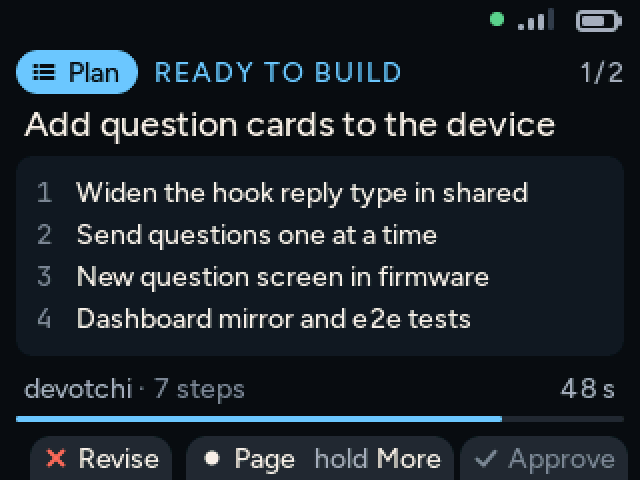 Plan READY TO BUILD 1/2
Add question cards to the device
1 Widen the hook reply type in shared
2 Send questions one at a time
3 New question screen in firmware
4 Dashboard mirror and e2e tests
devotchi · 7 steps 48s
Revise Page hold More Approve